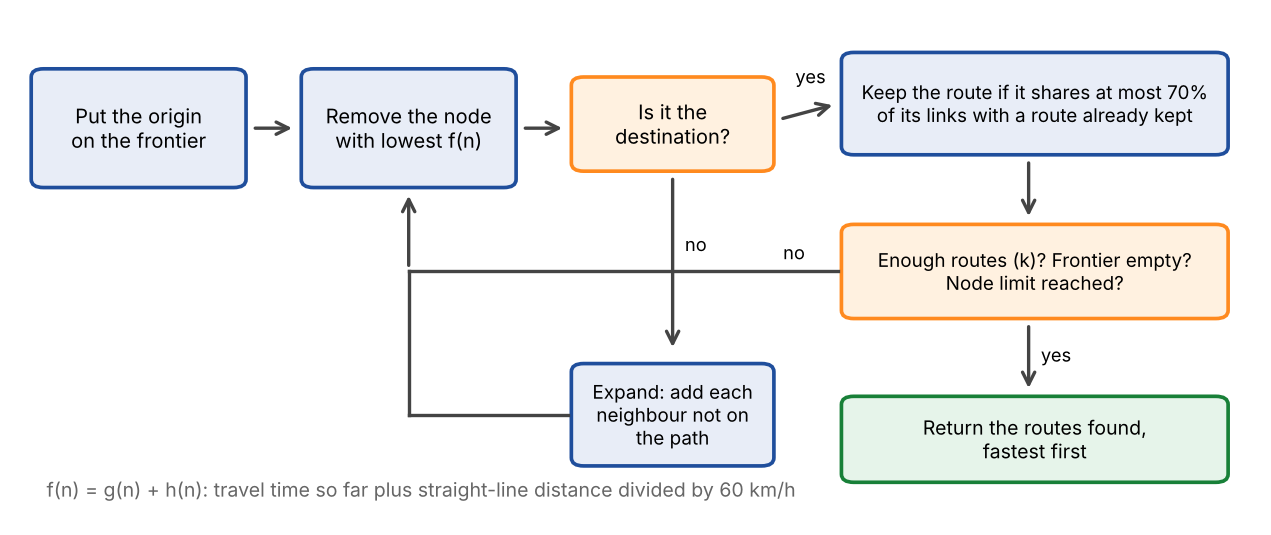 Put the origin
on the frontier
Remove the node
with lowest f(n)
Is it the
destination?
yes
Keep the route if it shares at most 70%
of its links with a route already kept
no
no
Enough routes (k)? Frontier empty?
Node limit reached?
yes
Expand: add each
neighbour not on
the path
Return the routes found,
fastest first
f(n) = g(n) + h(n): travel time so far plus straight-line distance divided by 60 km/h